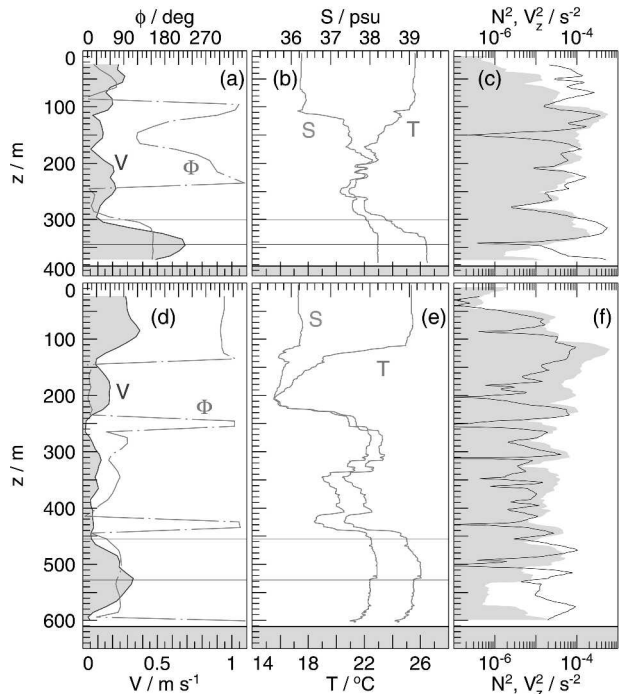 ϕ / deg S / psu N², V_z² / s⁻²
0 90 180 270 36 37 38 39 10⁻⁶ 10⁻⁴
0 (a) (b) (c)
100 S T
z / m 200 V Φ
300
400
0 (d) (e) (f)
100 S T
200 V Φ
z / m 300
400
500
600
0 0.5 1 14 18 22 26 10⁻⁶ 10⁻⁴
V / m s⁻¹ T / °C N², V_z² / s⁻²